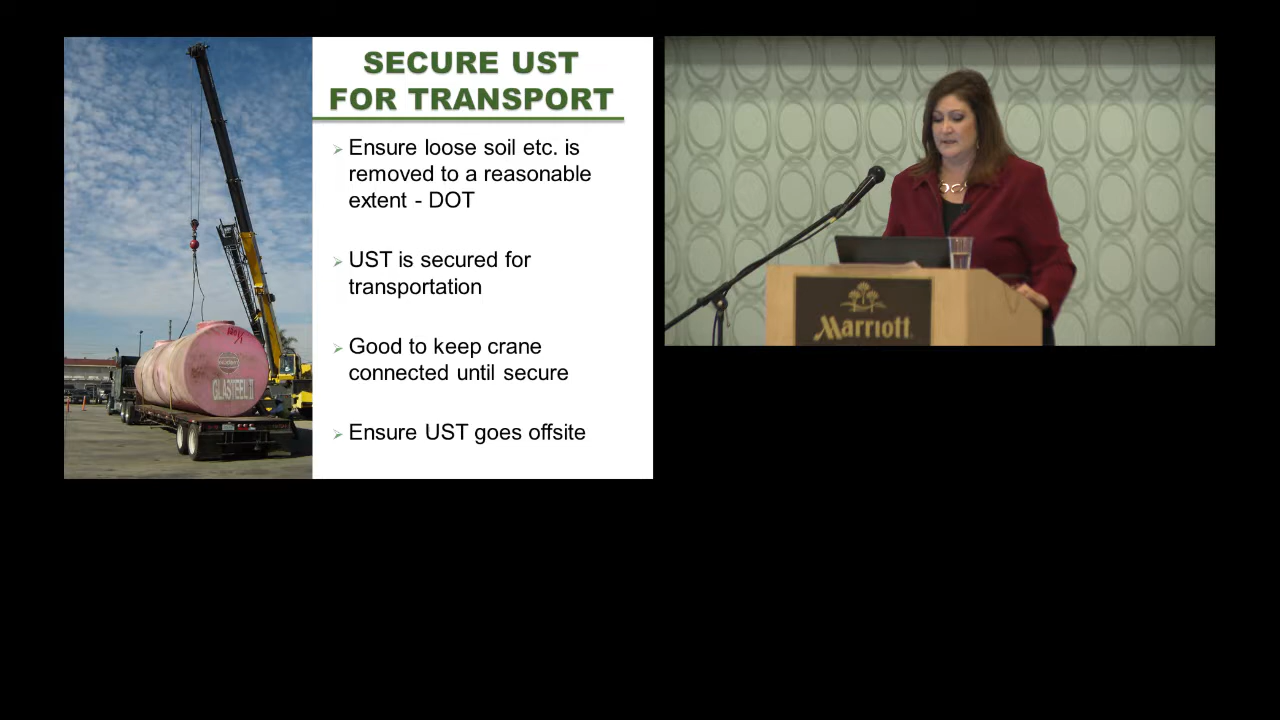 SECURE UST
FOR TRANSPORT
Ensure loose soil etc. is
removed to a reasonable
extent - DOT
UST is secured for
transportation
Good to keep crane
connected until secure
Ensure UST goes offsite
GLASTEEL II
Marriott